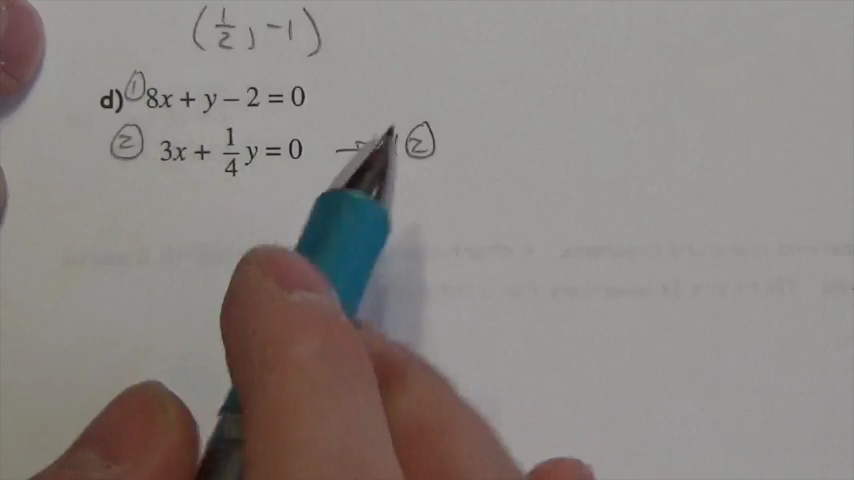 (1/2, -1)
d) ① 8x + y – 2 = 0
② 3x + 1/4 y = 0 ②